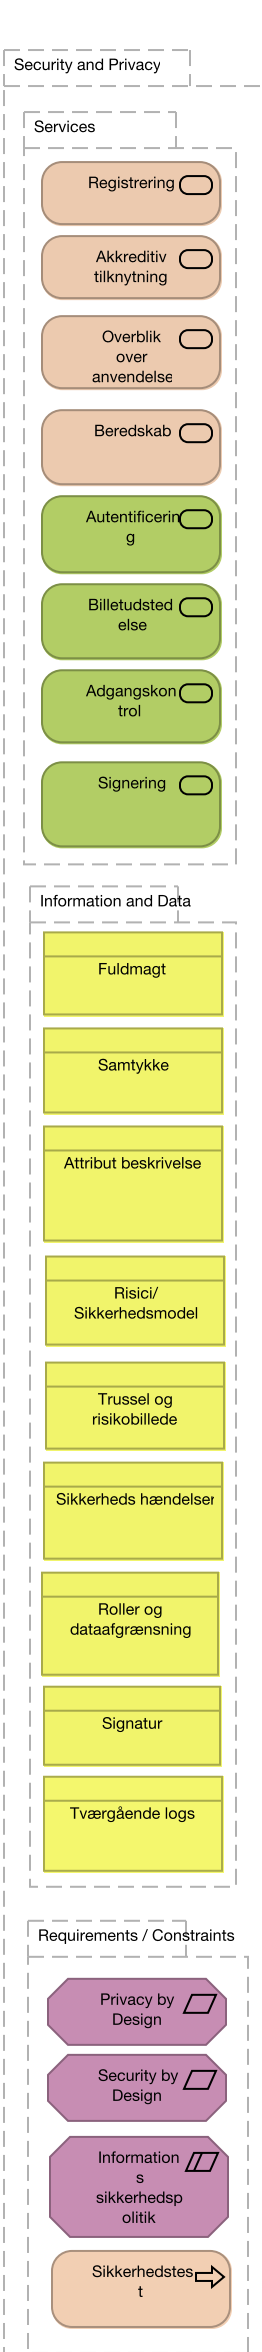 Security and Privacy
Services
Registrering
Akkreditiv
tilknytning
Overblik
over
anvendelse
Beredskab
Autentificerin
g
Billetudsted
else
Adgangskon
trol
Signering
Information and Data
Fuldmagt
Samtykke
Attribut beskrivelse
Risici/
Sikkerhedsmodel
Trussel og
risikobillede
Sikkerheds hændelser
Roller og
dataafgrænsning
Signatur
Tværgående logs
Requirements / Constraints
Privacy by
Design
Security by
Design
Information
s
sikkerhedsp
olitik
Sikkerhedstes
t